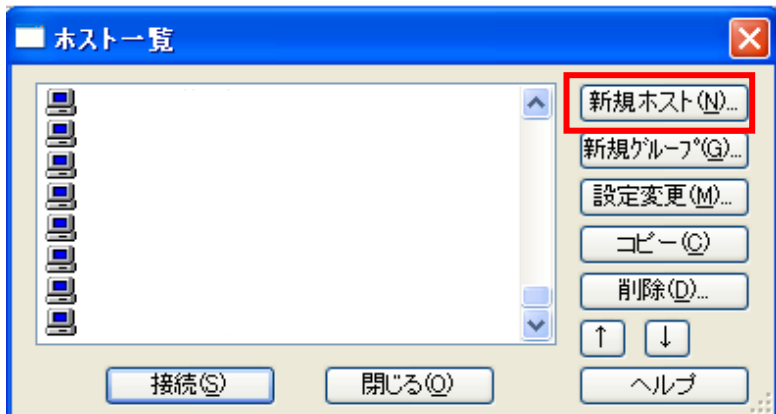 ホスト一覧
新規ホスト(N)...
新規ｸﾞﾙｰﾌﾟ(G)...
設定変更(M)...
コピー(C)
削除(D)...
↑ ↓
接続(S) 閉じる(O) ヘルプ